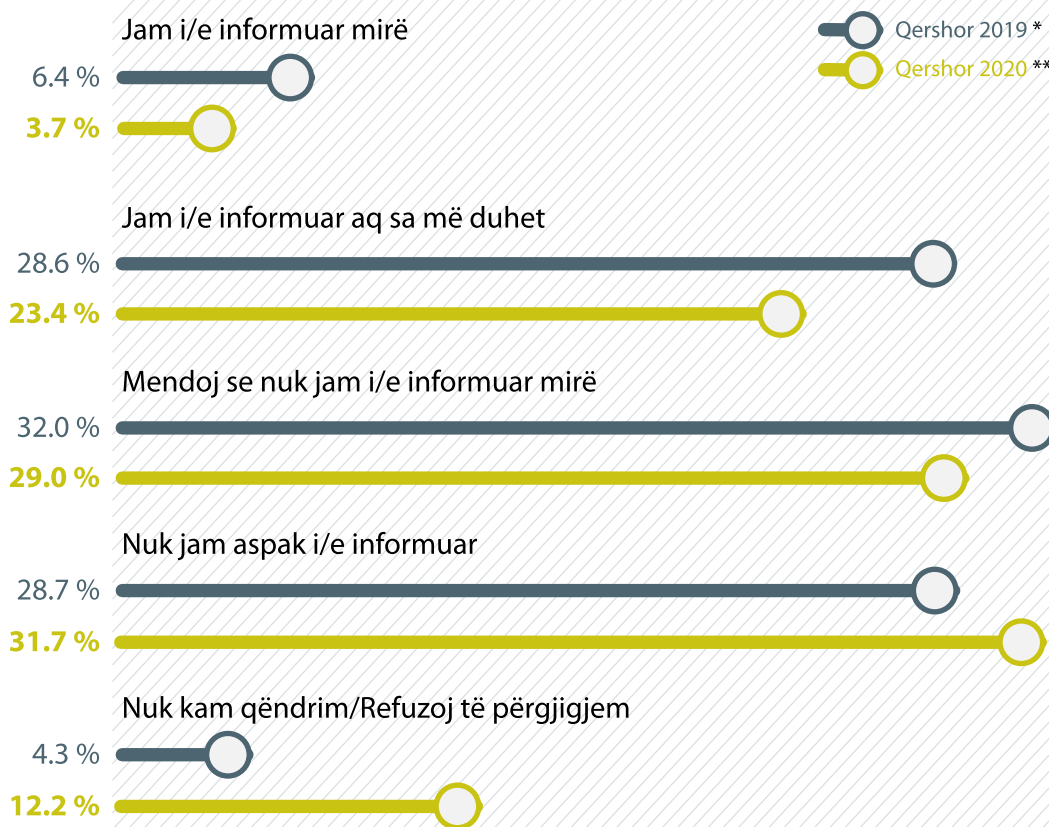 Jam i/e informuar mirë
Qershor 2019 *
Qershor 2020 **
6.4 %
3.7 %
Jam i/e informuar aq sa më duhet
28.6 %
23.4 %
Mendoj se nuk jam i/e informuar mirë
32.0 %
29.0 %
Nuk jam aspak i/e informuar
28.7 %
31.7 %
Nuk kam qëndrim/Refuzoj të përgjigjem
4.3 %
12.2 %